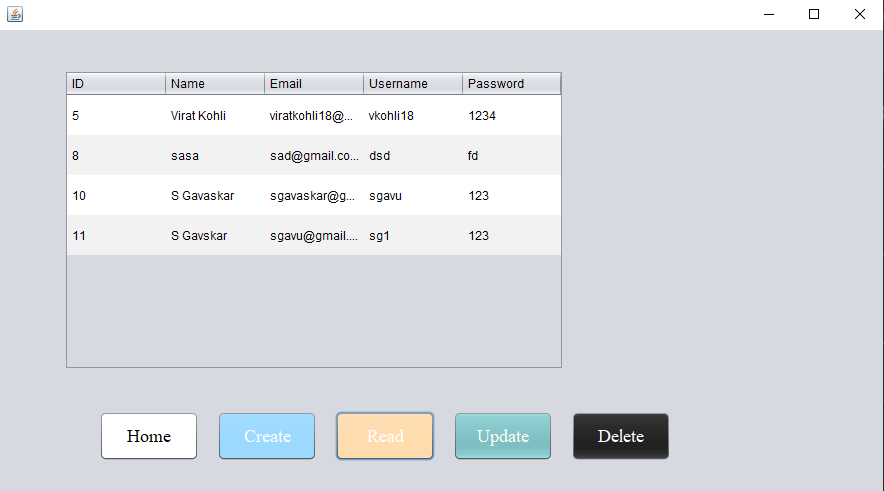 ID Name Email Username Password
5 Virat Kohli viratkohli18@... vkohli18 1234
8 sasa sad@gmail.co... dsd fd
10 S Gavaskar sgavaskar@g... sgavu 123
11 S Gavskar sgavu@gmail.... sg1 123
Home Create Read Update Delete